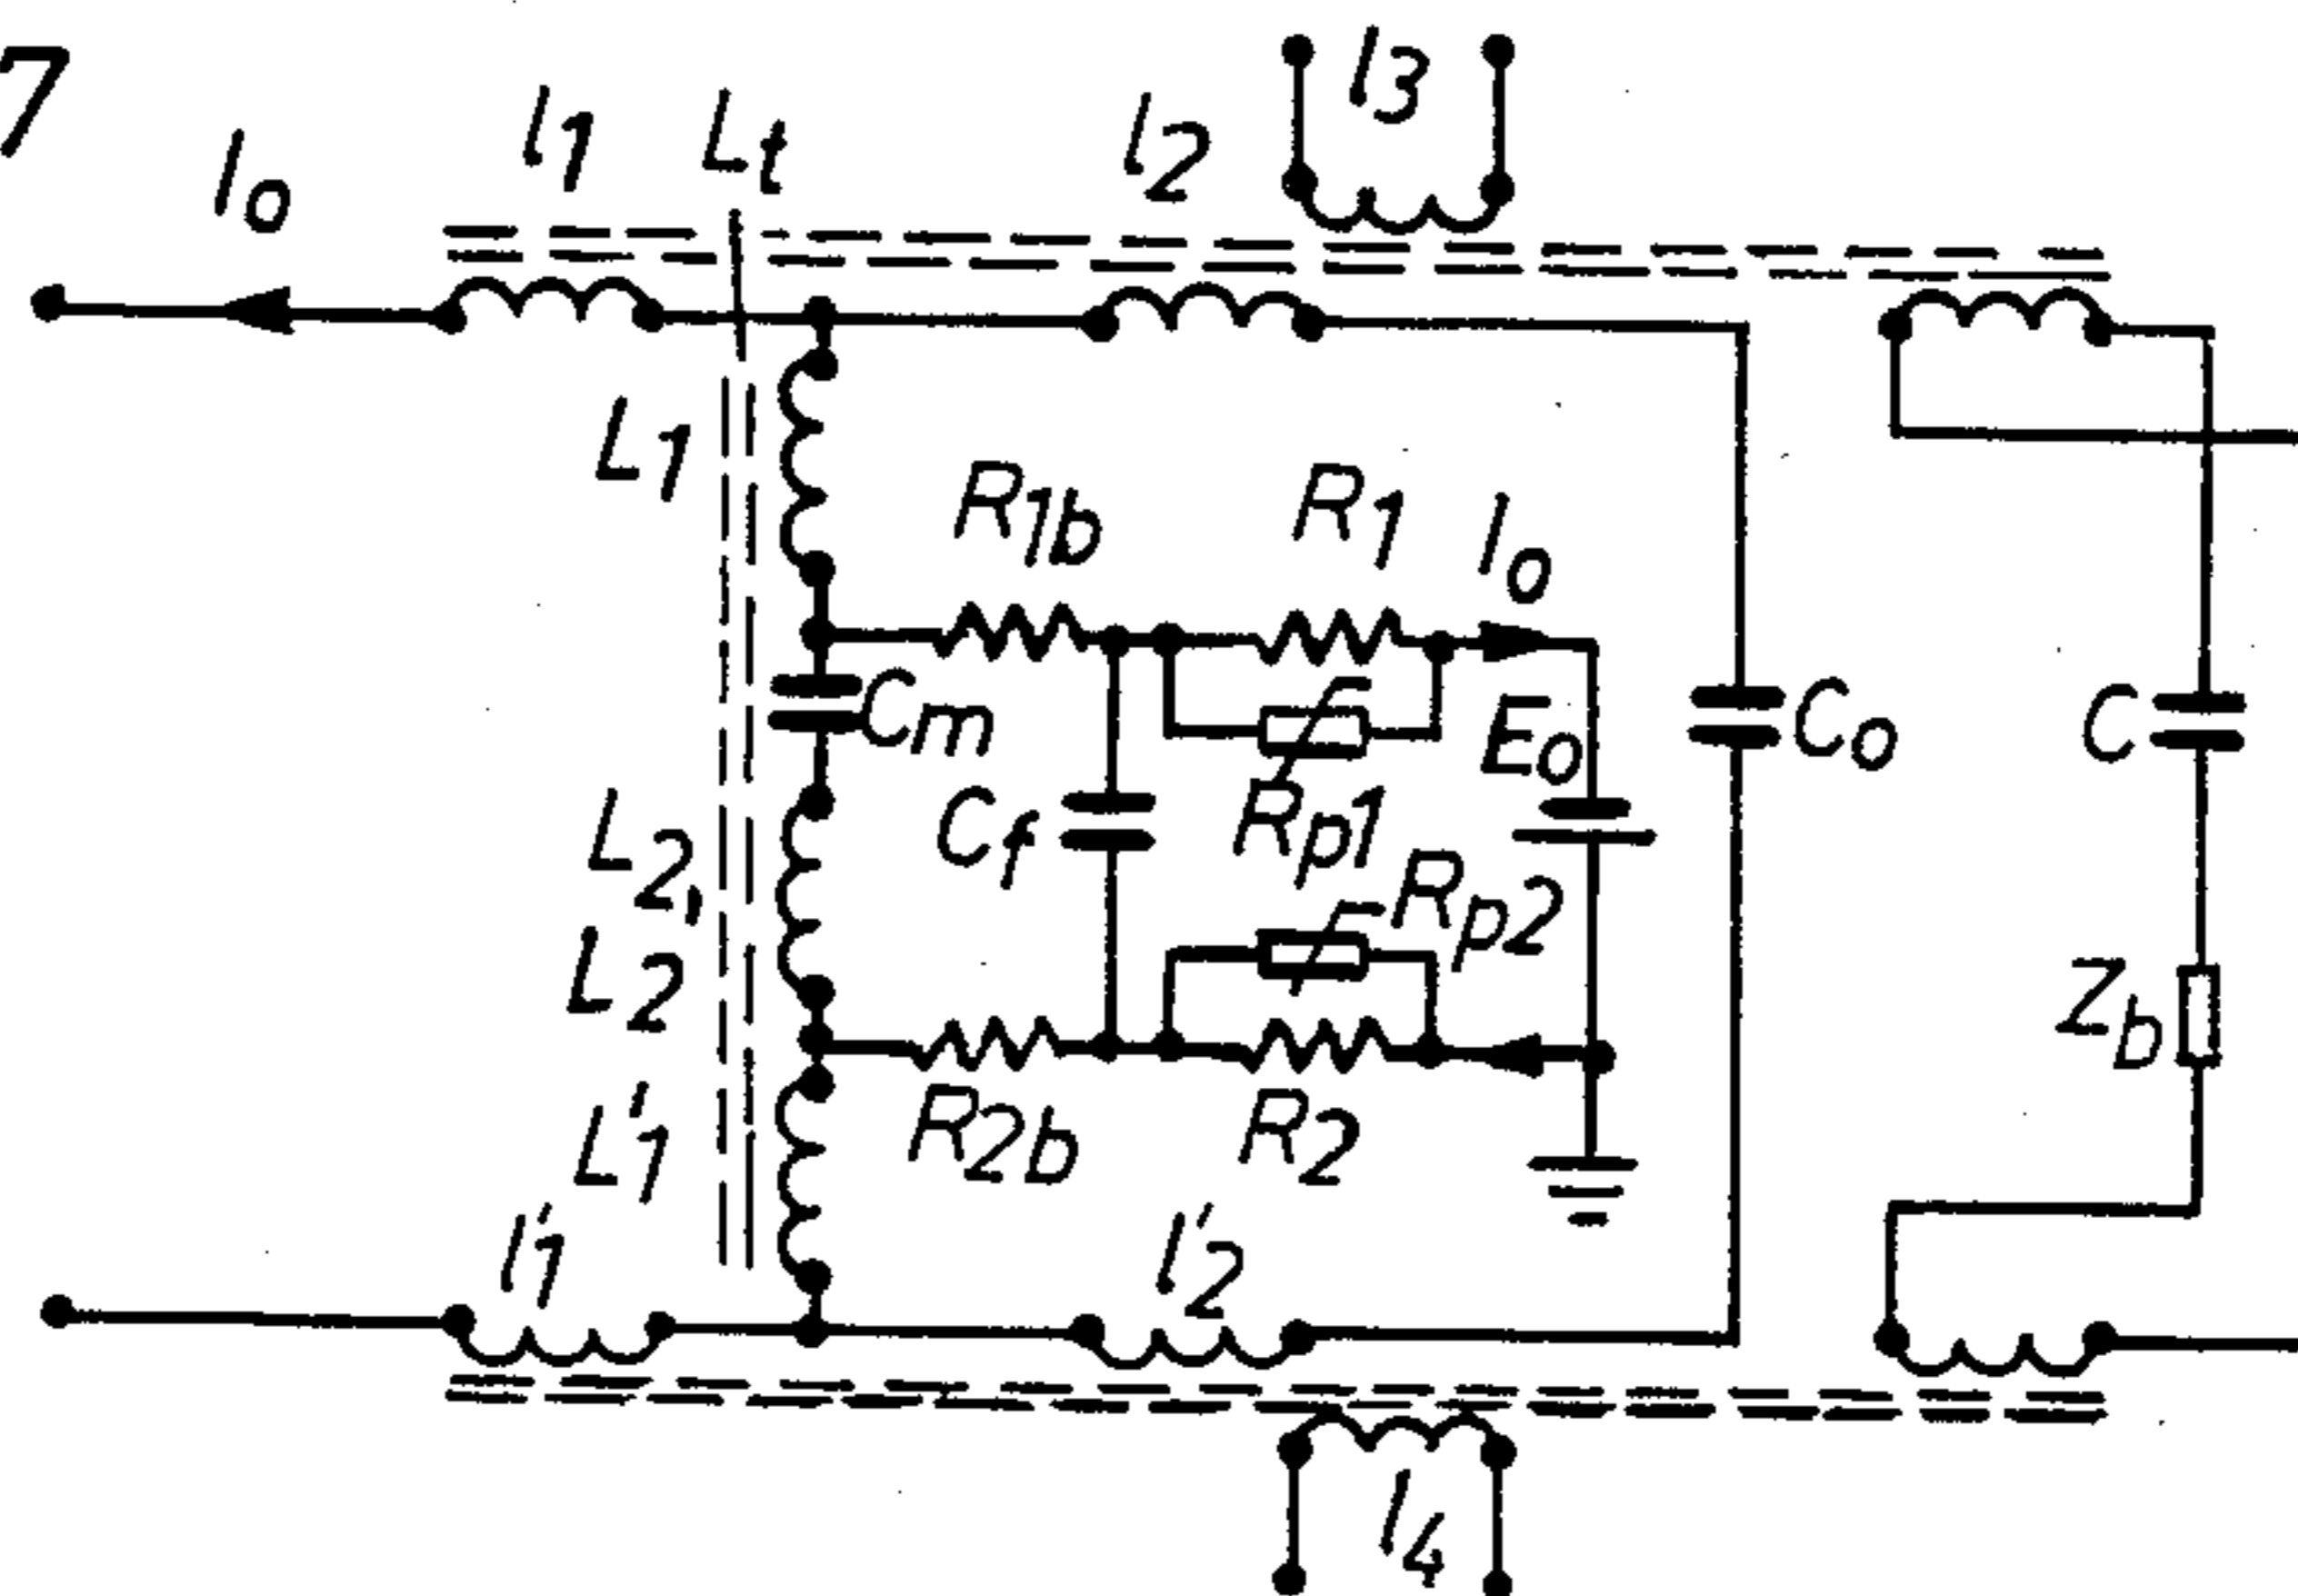 7
I0
l1
Lt
l2
l3
L1
R1b
R1
I0
Cm
E0
C0
C
L2,
Cf
Rp1
Rp2
L2
Zb
L'1
R2b
R2
l'1
l'2
l4